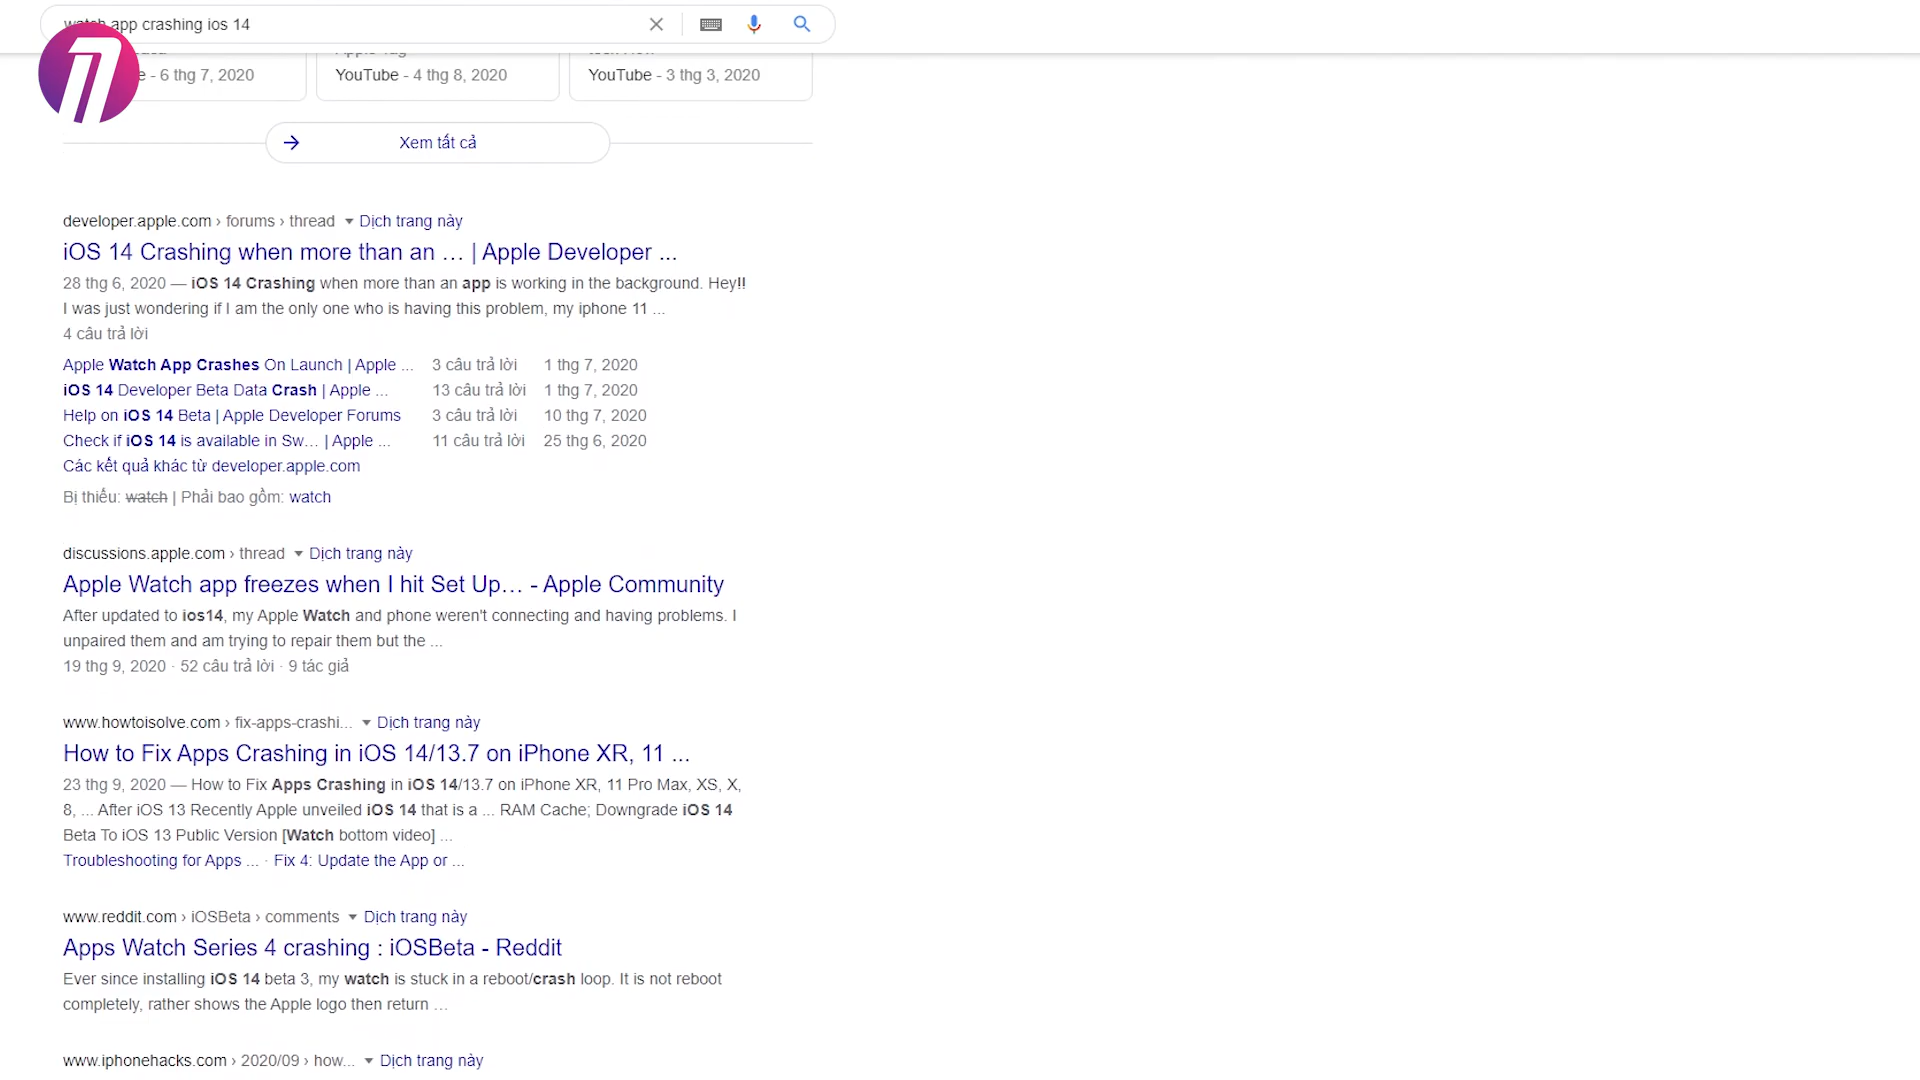 app crashing ios 14
YouTube - 4 thg 8, 2020
YouTube - 3 thg 3, 2020
e - 6 thg 7, 2020
Xem tất cả
developer.apple.com › forums › thread Dịch trang này
iOS 14 Crashing when more than an … | Apple Developer ...
28 thg 6, 2020 — iOS 14 Crashing when more than an app is working in the background. Hey!!
I was just wondering if I am the only one who is having this problem, my iphone 11 ...
4 câu trả lời
Apple Watch App Crashes On Launch | Apple ... 3 câu trả lời 1 thg 7, 2020
iOS 14 Developer Beta Data Crash | Apple ... 13 câu trả lời 1 thg 7, 2020
Help on iOS 14 Beta | Apple Developer Forums 3 câu trả lời 10 thg 7, 2020
Check if iOS 14 is available in Sw… | Apple ... 11 câu trả lời 25 thg 6, 2020
Các kết quả khác từ developer.apple.com
Bị thiếu: watch | Phải bao gồm: watch
discussions.apple.com › thread Dịch trang này
Apple Watch app freezes when I hit Set Up… - Apple Community
After updated to ios14, my Apple Watch and phone weren't connecting and having problems. I
unpaired them and am trying to repair them but the ...
19 thg 9, 2020 · 52 câu trả lời · 9 tác giả
www.howtoisolve.com › fix-apps-crashi... Dịch trang này
How to Fix Apps Crashing in iOS 14/13.7 on iPhone XR, 11 ...
23 thg 9, 2020 — How to Fix Apps Crashing in iOS 14/13.7 on iPhone XR, 11 Pro Max, XS, X,
8, ... After iOS 13 Recently Apple unveiled iOS 14 that is a ... RAM Cache; Downgrade iOS 14
Beta To iOS 13 Public Version [Watch bottom video] ...
Troubleshooting for Apps ... · Fix 4: Update the App or ...
www.reddit.com › iOSBeta › comments Dịch trang này
Apps Watch Series 4 crashing : iOSBeta - Reddit
Ever since installing iOS 14 beta 3, my watch is stuck in a reboot/crash loop. It is not reboot
completely, rather shows the Apple logo then return ...
www.iphonehacks.com › 2020/09 › how... Dịch trang này